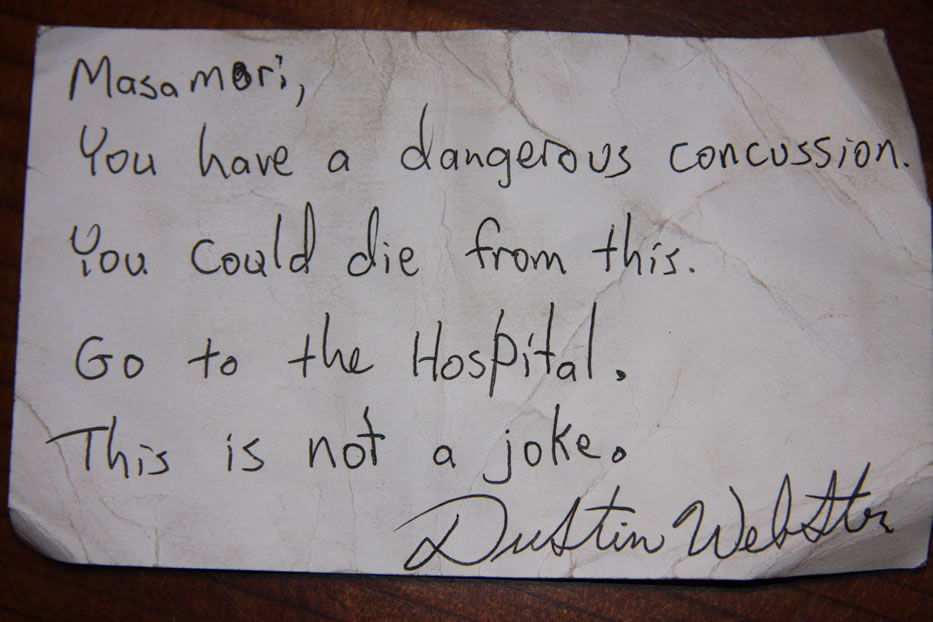 Masamori,
You have a dangerous concussion.
You could die from this.
Go to the Hospital.
This is not a joke.
Dustin Webster